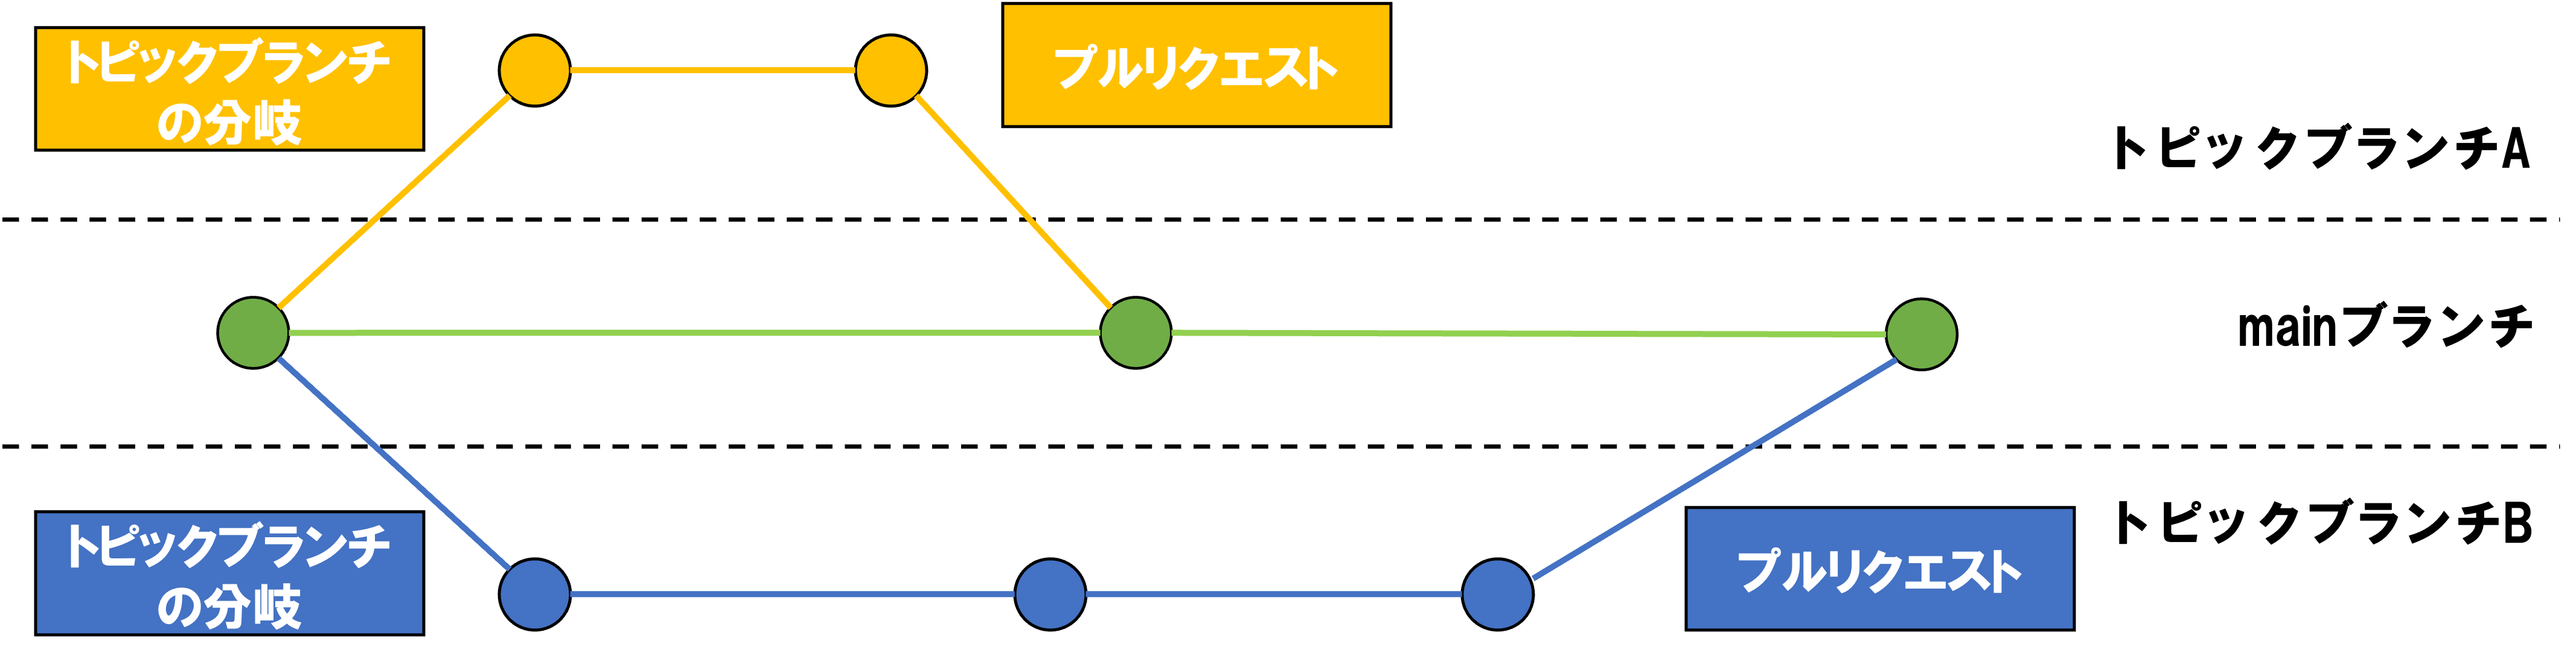 トピックブランチ
の分岐
プルリクエスト
トピックブランチA
mainブランチ
トピックブランチB
トピックブランチ
の分岐
プルリクエスト